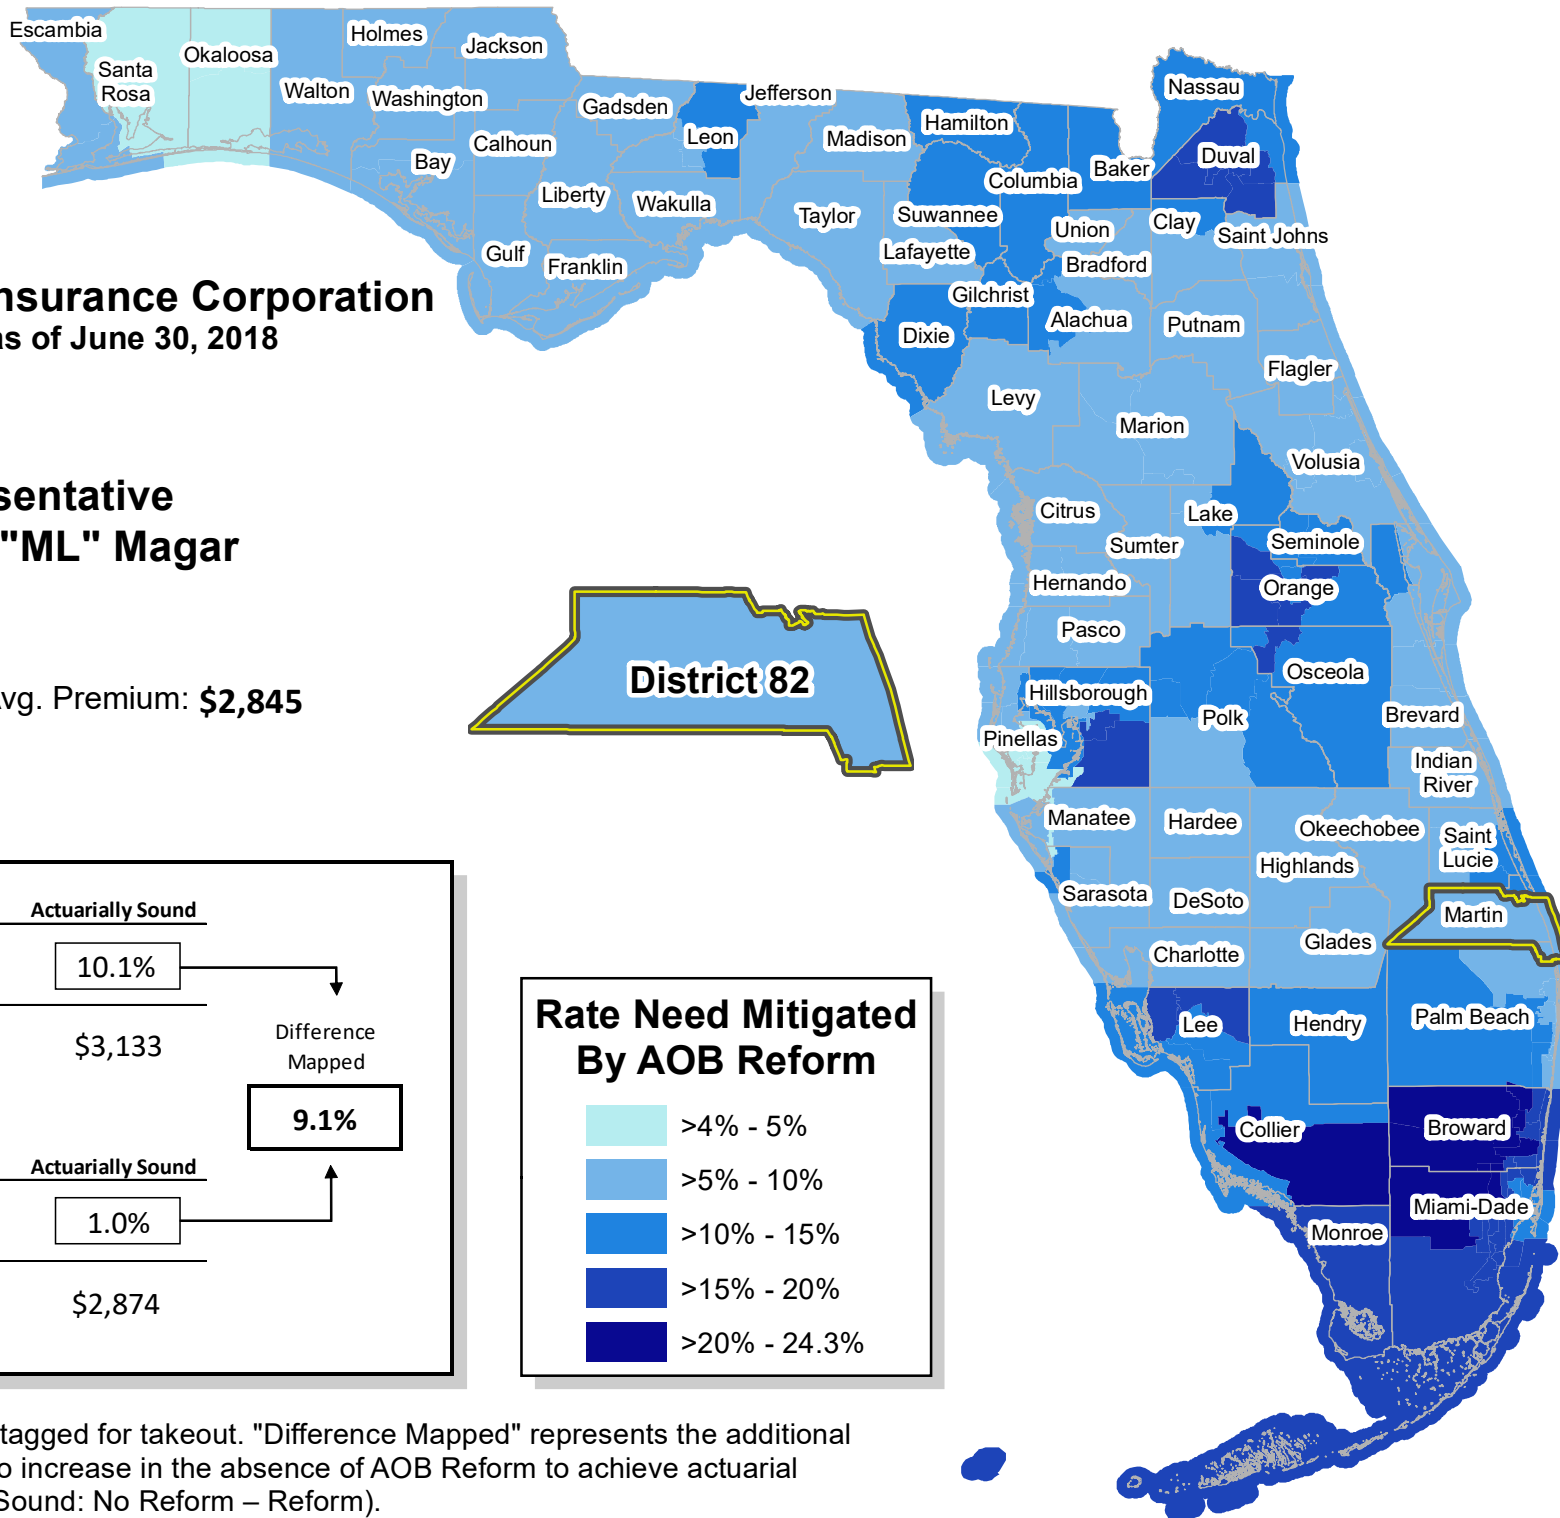 Escambia
Santa
Rosa
Okaloosa
Walton
Holmes
Washington
Jackson
Bay
Calhoun
Gulf
Liberty
Franklin
Gadsden
Wakulla
Leon
Jefferson
Madison
Taylor
Hamilton
Suwannee
Lafayette
Columbia
Baker
Nassau
Duval
Union
Clay
Saint Johns
Bradford
Gilchrist
Dixie
Alachua
Putnam
Flagler
Levy
Marion
Volusia
Citrus
Lake
Sumter
Seminole
Hernando
Orange
Pasco
Osceola
Hillsborough
Polk
Pinellas
Brevard
Indian
River
Manatee
Hardee
Okeechobee
Saint
Lucie
Highlands
Sarasota
DeSoto
Martin
Charlotte
Glades
Lee
Hendry
Palm Beach
Collier
Broward
Monroe
Miami-Dade
nsurance Corporation
as of June 30, 2018
sentative
"ML" Magar
vg. Premium: $2,845
District 82
Actuarially Sound
10.1%
$3,133
Difference
Mapped
9.1%
Actuarially Sound
1.0%
$2,874
Rate Need Mitigated
By AOB Reform
>4% - 5%
>5% - 10%
>10% - 15%
>15% - 20%
>20% - 24.3%
tagged for takeout. "Difference Mapped" represents the additional
o increase in the absence of AOB Reform to achieve actuarial
Sound: No Reform – Reform).